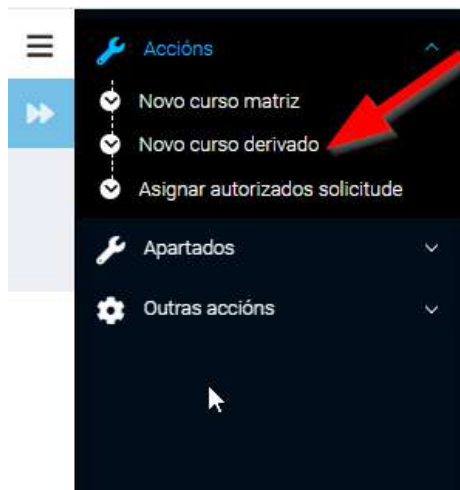 Accións
Novo curso matriz
Novo curso derivado
Asignar autorizados solicitude
Apartados
Outras accións